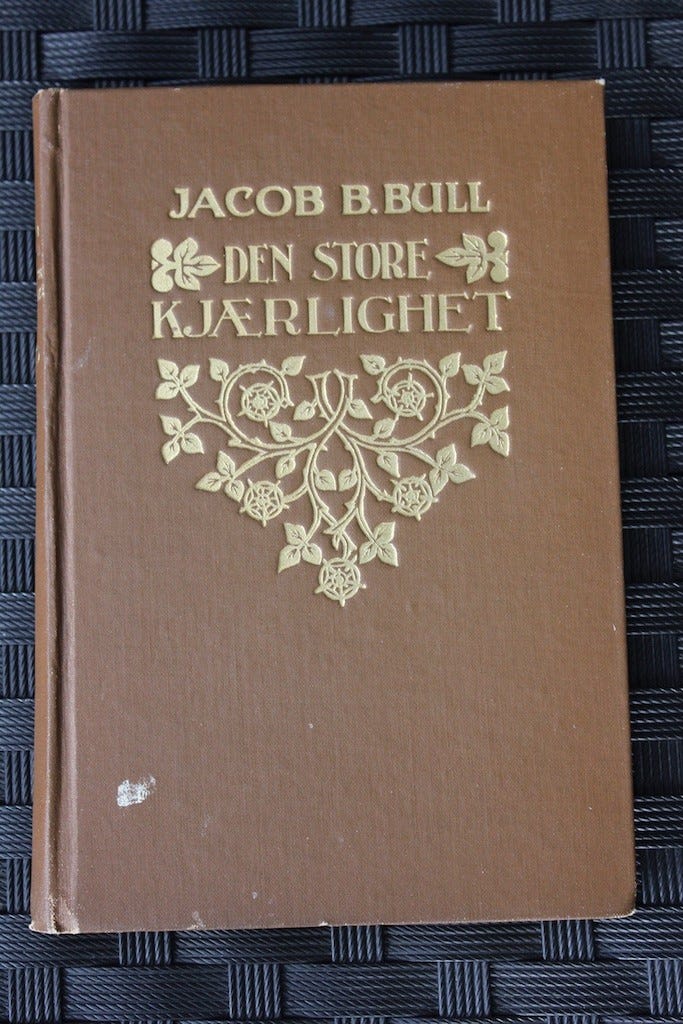 JACOB B. BULL
DEN STORE
KJÆRLIGHET